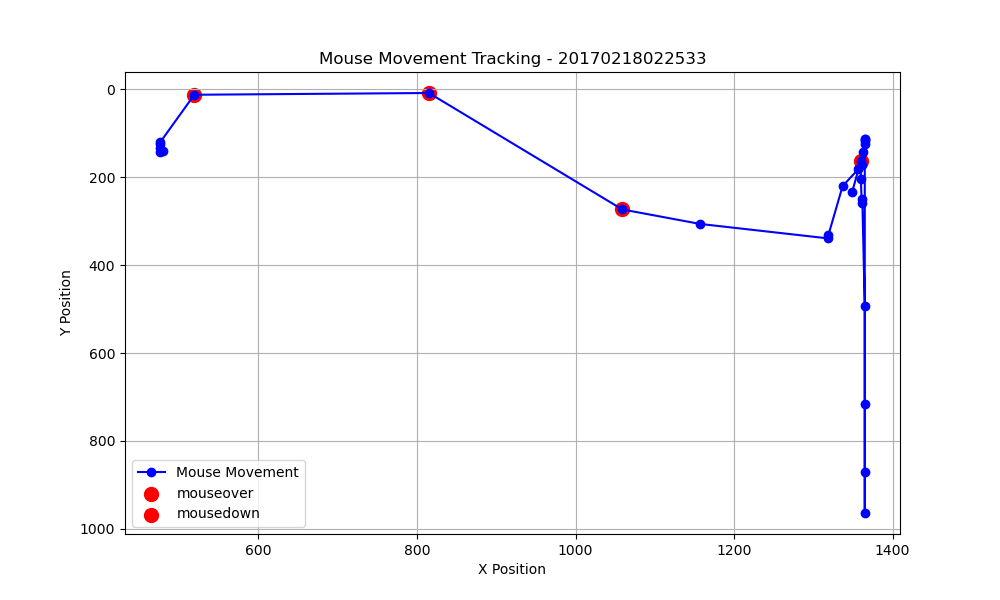 Mouse Movement Tracking - 20170218022533
0
200
400
600
800
1000
Y Position
Mouse Movement
mouseover
mousedown
600
800
1000
1200
1400
X Position